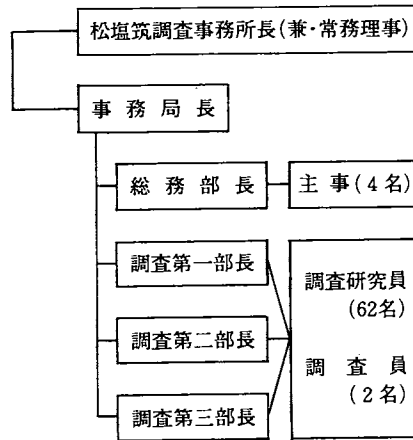 松塩筑調査事務所長(兼・常務理事)
事務局長
総務部長
主事(4名)
調査第一部長
調査第二部長
調査第三部長
調査研究員
(62名)
調査員
(2名)